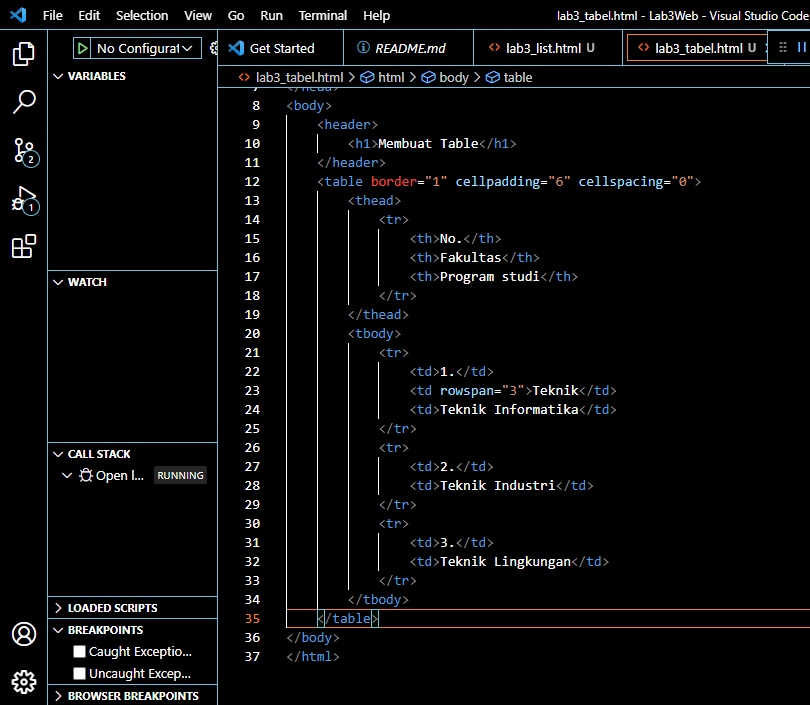 File Edit Selection View Go Run Terminal Help lab3_tabel.html - Lab3Web - Visual Studio Code
No Configurat Get Started README.md lab3_list.html U lab3_tabel.html U
VARIABLES
lab3_tabel.html > html > body > table
</head>
8 <body>
9 <header>
10 <h1>Membuat Table</h1>
11 </header>
12 <table border="1" cellpadding="6" cellspacing="0">
13 <thead>
14 <tr>
15 <th>No.</th>
16 <th>Fakultas</th>
17 <th>Program studi</th>
18 </tr>
19 </thead>
20 <tbody>
21 <tr>
22 <td>1.</td>
23 <td rowspan="3">Teknik</td>
24 <td>Teknik Informatika</td>
25 </tr>
26 <tr>
27 <td>2.</td>
28 <td>Teknik Industri</td>
29 </tr>
30 <tr>
31 <td>3.</td>
32 <td>Teknik Lingkungan</td>
33 </tr>
34 </tbody>
35 </table>
36 </body>
37 </html>
2
1
WATCH
CALL STACK
Open l... RUNNING
LOADED SCRIPTS
BREAKPOINTS
Caught Exceptio...
Uncaught Excep...
BROWSER BREAKPOINTS